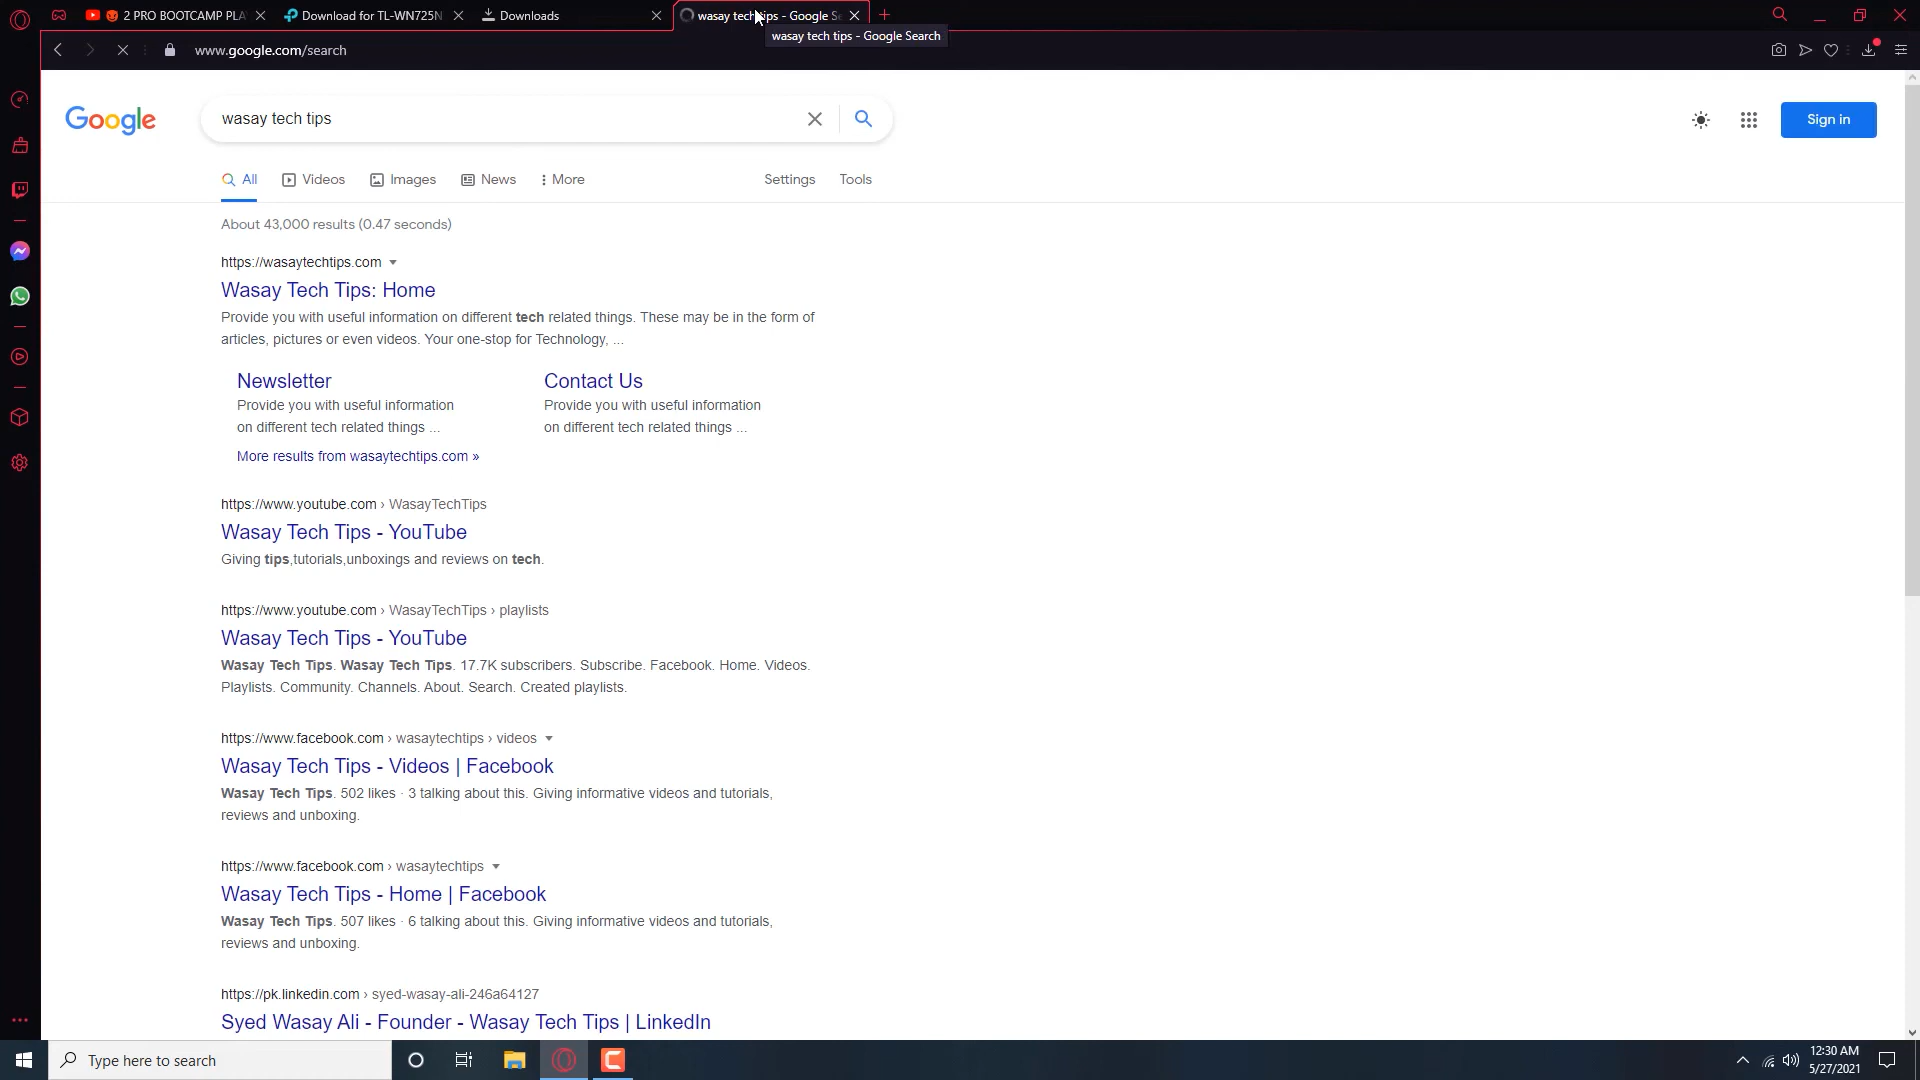 2 PRO BOOTCAMP PLA
Download for TL-WN725N
Downloads
wasay tech tips - Google S
wasay tech tips - Google Search
www.google.com/search
Google
wasay tech tips
Sign in
All
Videos
Images
News
More
Settings
Tools
About 43,000 results (0.47 seconds)
https://wasaytechtips.com
Wasay Tech Tips: Home
Provide you with useful information on different tech related things. These may be in the form of
articles, pictures or even videos. Your one-stop for Technology, ...
Newsletter
Provide you with useful information
on different tech related things ...
Contact Us
Provide you with useful information
on different tech related things ...
More results from wasaytechtips.com »
https://www.youtube.com › WasayTechTips
Wasay Tech Tips - YouTube
Giving tips,tutorials,unboxings and reviews on tech.
https://www.youtube.com › WasayTechTips › playlists
Wasay Tech Tips - YouTube
Wasay Tech Tips. Wasay Tech Tips. 17.7K subscribers. Subscribe. Facebook. Home. Videos.
Playlists. Community. Channels. About. Search. Created playlists.
https://www.facebook.com › wasaytechtips › videos
Wasay Tech Tips - Videos | Facebook
Wasay Tech Tips. 502 likes · 3 talking about this. Giving informative videos and tutorials,
reviews and unboxing.
https://www.facebook.com › wasaytechtips
Wasay Tech Tips - Home | Facebook
Wasay Tech Tips. 507 likes · 6 talking about this. Giving informative videos and tutorials,
reviews and unboxing.
https://pk.linkedin.com › syed-wasay-ali-246a64127
Syed Wasay Ali - Founder - Wasay Tech Tips | LinkedIn
Type here to search
12:30 AM
5/27/2021